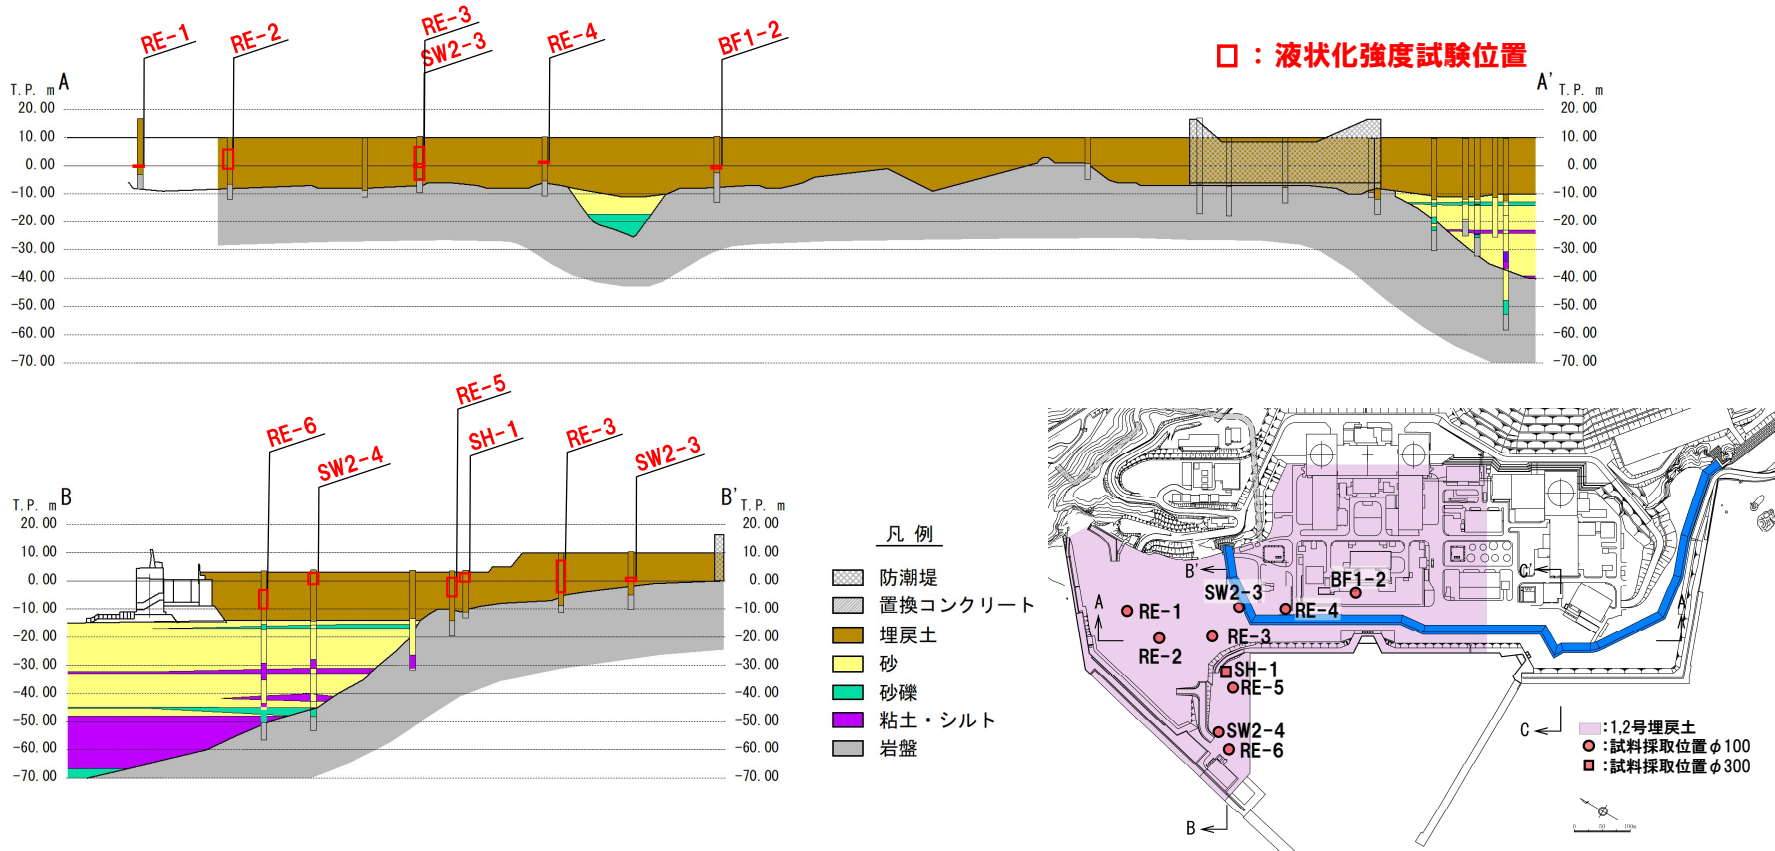 RE-1
RE-2
RE-3
SW2-3
RE-4
BF1-2
：液状化強度試験位置
T.P. m A
A' T.P. m
20.00 20.00
10.00 10.00
0.00 0.00
-10.00 -10.00
-20.00 -20.00
-30.00 -30.00
-40.00 -40.00
-50.00 -50.00
-60.00 -60.00
-70.00 -70.00
RE-6
SW2-4
RE-5
SH-1
RE-3
SW2-3
T.P. m B
B' T.P. m
20.00 20.00
10.00 10.00
0.00 0.00
-10.00 -10.00
-20.00 -20.00
-30.00 -30.00
-40.00 -40.00
-50.00 -50.00
-60.00 -60.00
-70.00 -70.00
凡 例
防潮堤
置換コンクリート
埋戻土
砂
砂礫
粘土・シルト
岩盤
B'
C'
BF1-2
SW2-3
A
RE-1
RE-4
A'
RE-3
RE-2
SH-1
RE-5
SW2-4
RE-6
C
B
：1,2号埋戻土
：試料採取位置φ100
：試料採取位置φ300
0 50 100m